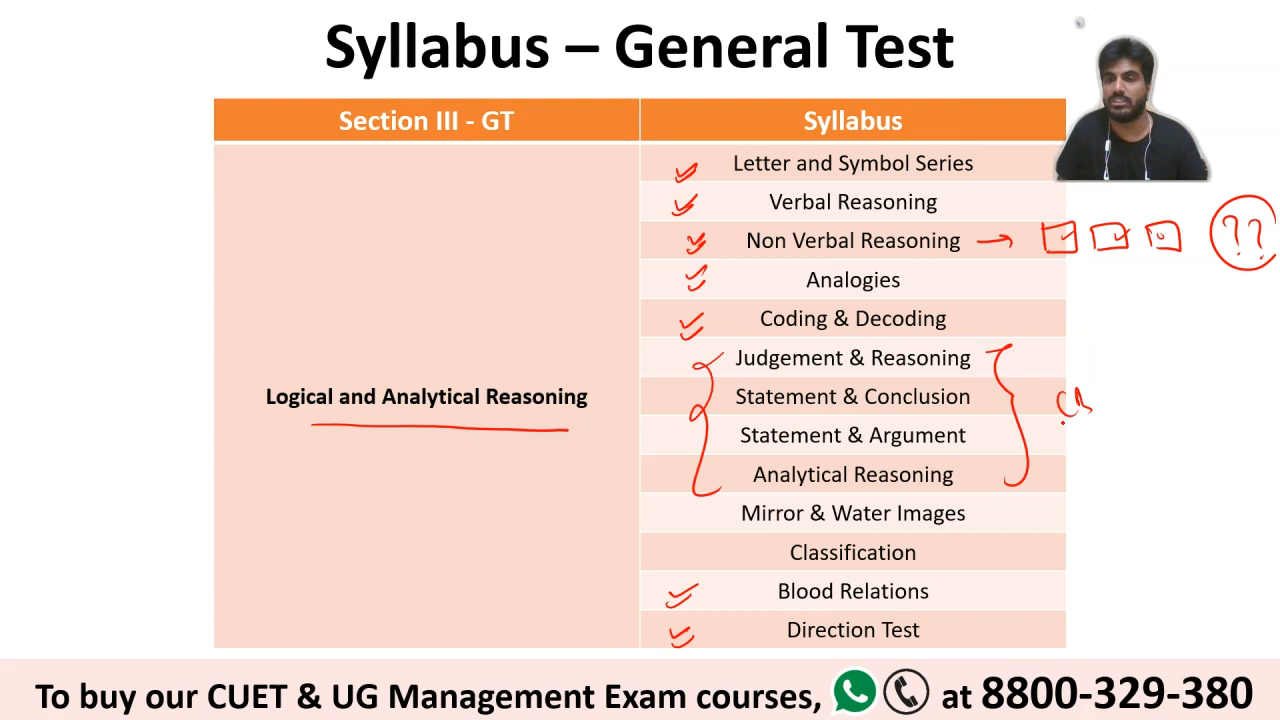 Syllabus – General Test
Section III - GT
Syllabus
Logical and Analytical Reasoning
Letter and Symbol Series
Verbal Reasoning
Non Verbal Reasoning
??
Analogies
Coding & Decoding
Judgement & Reasoning
Statement & Conclusion
Statement & Argument
Analytical Reasoning
Mirror & Water Images
Classification
Blood Relations
Direction Test
To buy our CUET & UG Management Exam courses, at 8800-329-380